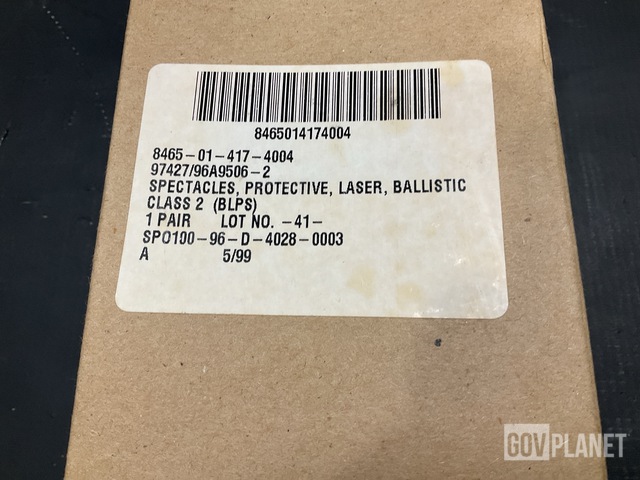 8465014174004
8465-01-417-4004
97427/96A9506-2
SPECTACLES, PROTECTIVE, LASER, BALLISTIC
CLASS 2 (BLPS)
1 PAIR LOT NO. -41-
SPO100-96-D-4028-0003
A 5/99
GOVPLANET